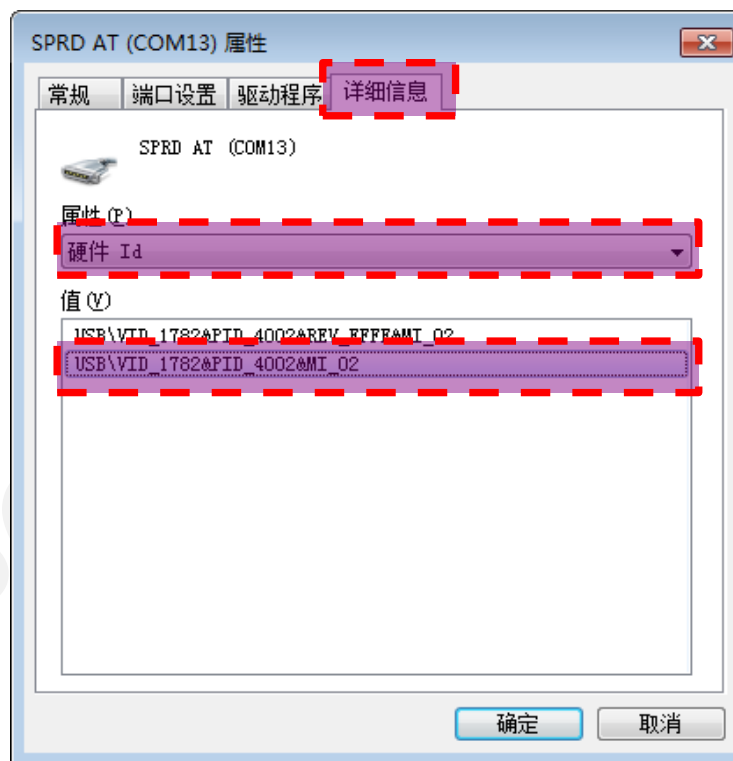 SPRD AT (COM13) 属性
常规 端口设置 驱动程序 详细信息
SPRD AT (COM13)
属性(P)
硬件 Id
值(V)
USB\VID_1782&PID_4002&REV_FFFF&MI_02
USB\VID_1782&PID_4002&MI_02
确定 取消